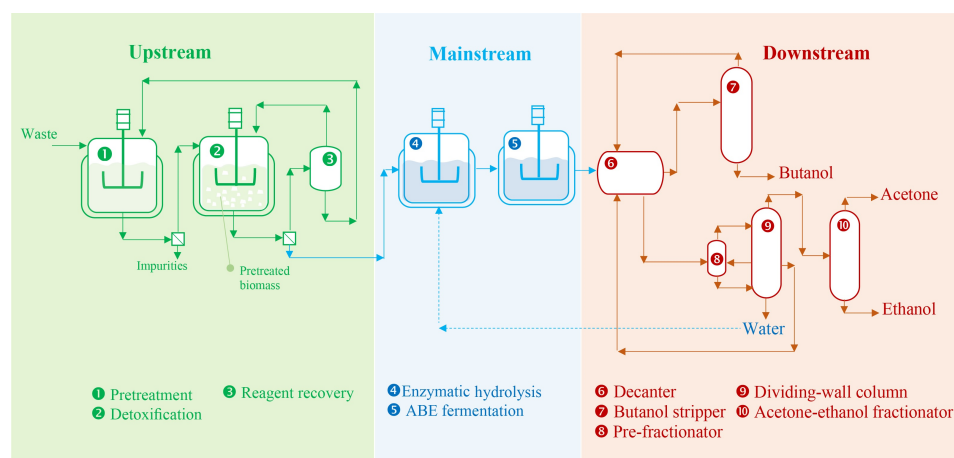 Upstream
Mainstream
Downstream
Waste
1
2
3
4
5
6
7
8
9
10
Impurities
Pretreated
biomass
Butanol
Acetone
Ethanol
Water
1 Pretreatment
2 Detoxification
3 Reagent recovery
4 Enzymatic hydrolysis
5 ABE fermentation
6 Decanter
7 Butanol stripper
8 Pre-fractionator
9 Dividing-wall column
10 Acetone-ethanol fractionator